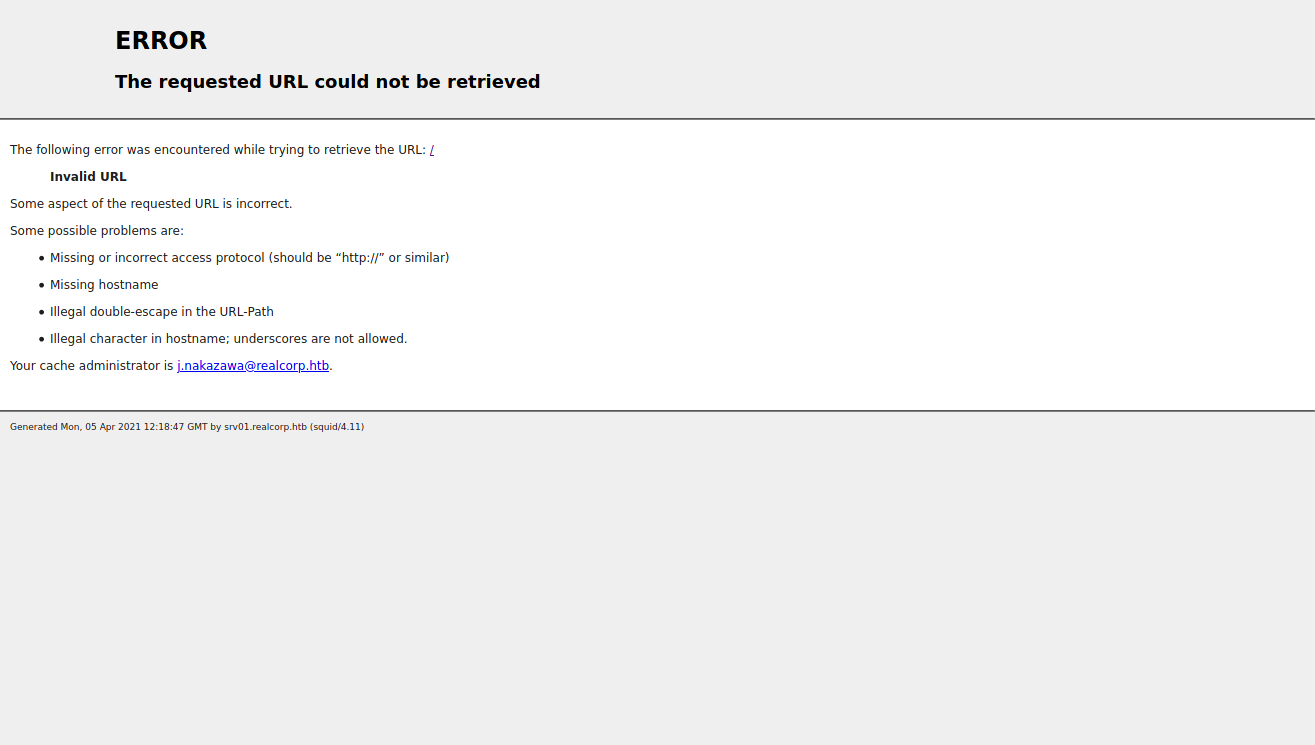 ERROR
The requested URL could not be retrieved
The following error was encountered while trying to retrieve the URL: /
Invalid URL
Some aspect of the requested URL is incorrect.
Some possible problems are:
• Missing or incorrect access protocol (should be “http://” or similar)
• Missing hostname
• Illegal double-escape in the URL-Path
• Illegal character in hostname; underscores are not allowed.
Your cache administrator is j.nakazawa@realcorp.htb.
Generated Mon, 05 Apr 2021 12:18:47 GMT by srv01.realcorp.htb (squid/4.11)